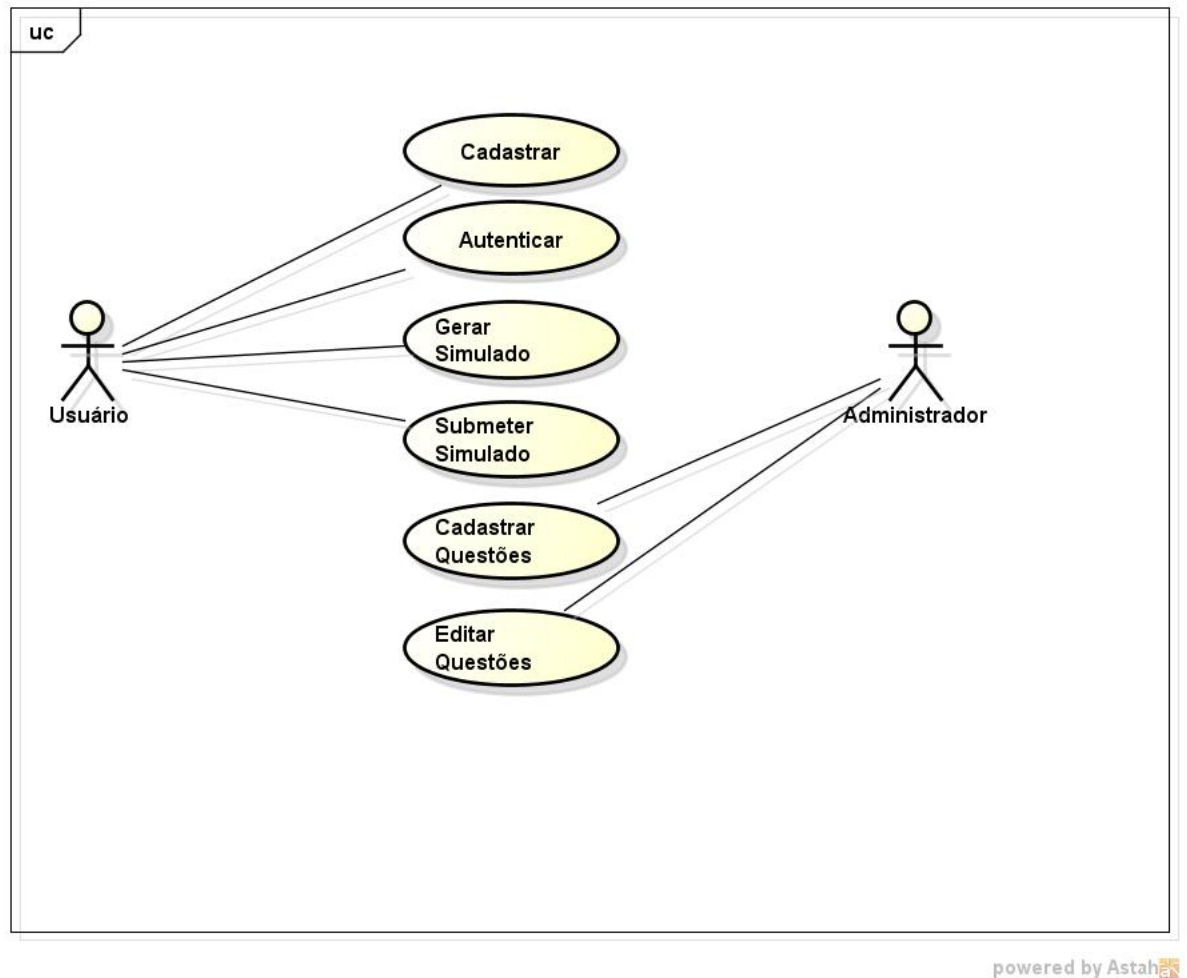 uc
Cadastrar
Autenticar
Gerar
Simulado
Submeter
Simulado
Usuário
Administrador
Cadastrar
Questões
Editar
Questões
powered by Astah